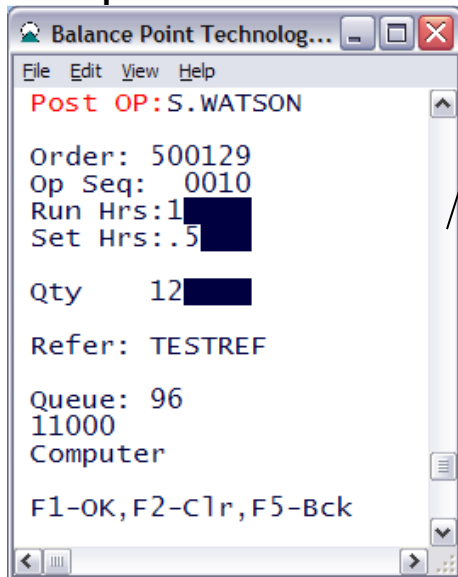 Balance Point Technolog...
File Edit View Help
Post OP:S.WATSON
Order: 500129
Op Seq: 0010
Run Hrs:1
Set Hrs:.5
Qty 12
Refer: TESTREF
Queue: 96
11000
Computer
F1-OK,F2-Clr,F5-Bck